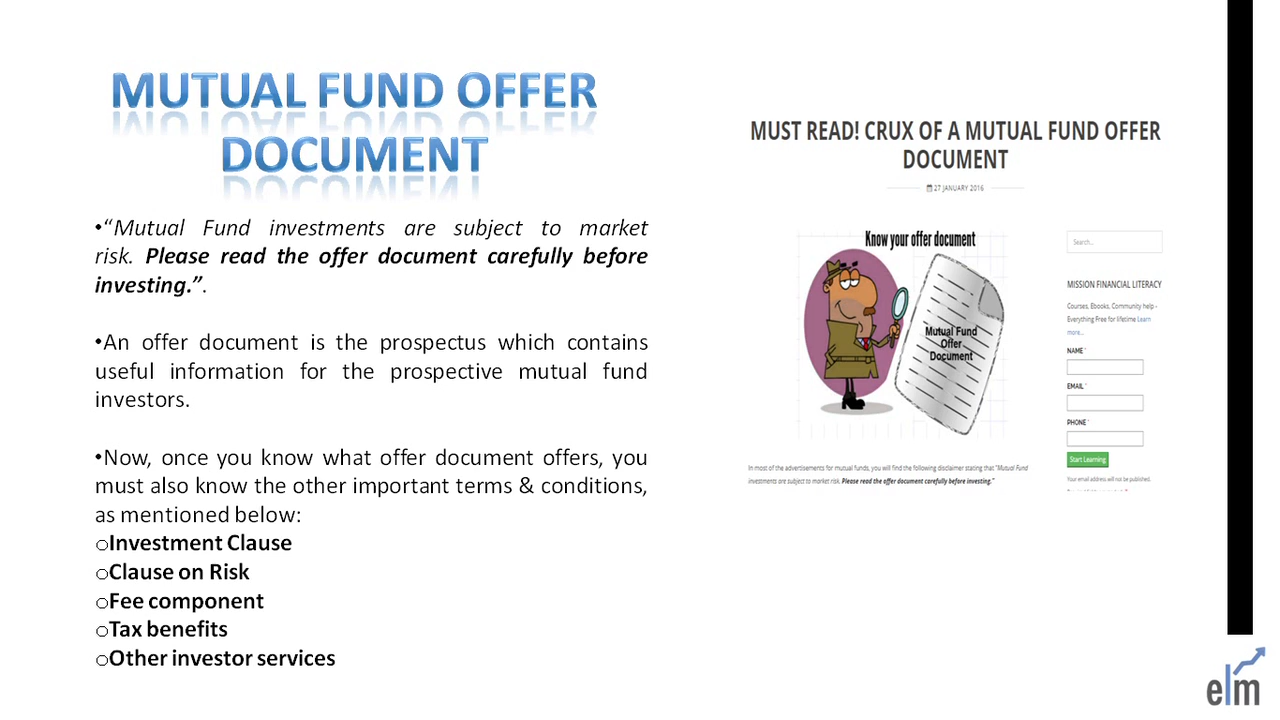 MUTUAL FUND OFFER
DOCUMENT
•“Mutual Fund investments are subject to market
risk. Please read the offer document carefully before
investing.”.
•An offer document is the prospectus which contains
useful information for the prospective mutual fund
investors.
•Now, once you know what offer document offers, you
must also know the other important terms & conditions,
as mentioned below:
oInvestment Clause
oClause on Risk
oFee component
oTax benefits
oOther investor services
MUST READ! CRUX OF A MUTUAL FUND OFFER
DOCUMENT
27 JANUARY 2016
Know your offer document
Mutual Fund
Offer
Document
In most of the advertisements for mutual funds, you will find the following disclaimer stating that "Mutual Fund
investments are subject to market risk. Please read the offer document carefully before investing."
Search...
MISSION FINANCIAL LITERACY
Courses, Ebooks, Community help -
Everything Free for lifetime Learn
more...
NAME *
EMAIL *
PHONE *
Start Learning
Your email address will not be published.
elm